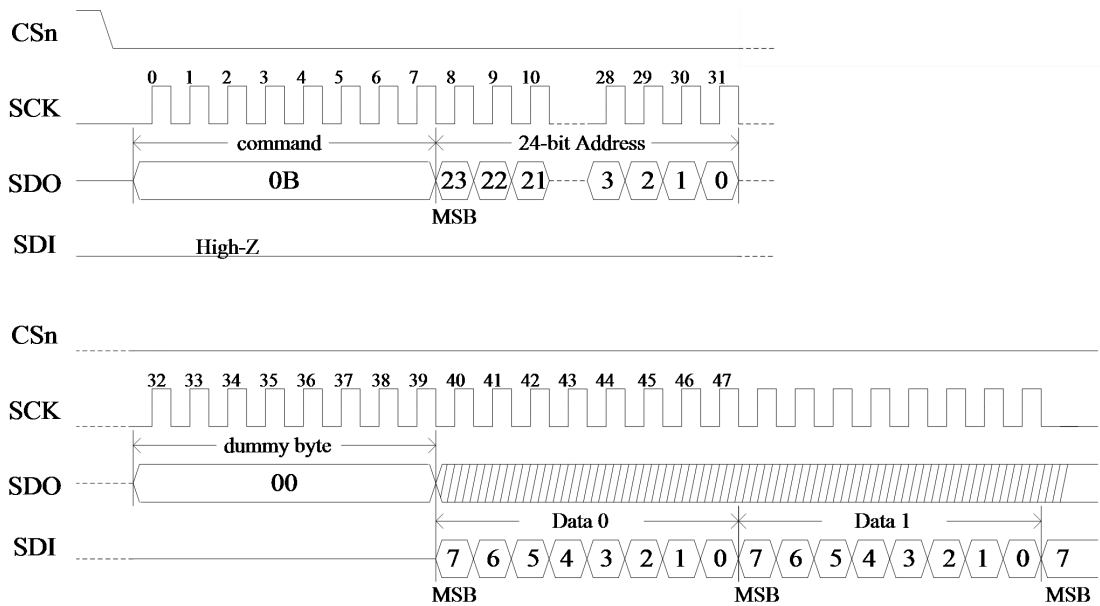 CSn
0 1 2 3 4 5 6 7 8 9 10 28 29 30 31
SCK
command 24-bit Address
SDO 0B 23 22 21 3 2 1 0
MSB
SDI High-Z
CSn
32 33 34 35 36 37 38 39 40 41 42 43 44 45 46 47
SCK
dummy byte
SDO 00
Data 0 Data 1
SDI 7 6 5 4 3 2 1 0 7 6 5 4 3 2 1 0 7
MSB MSB MSB